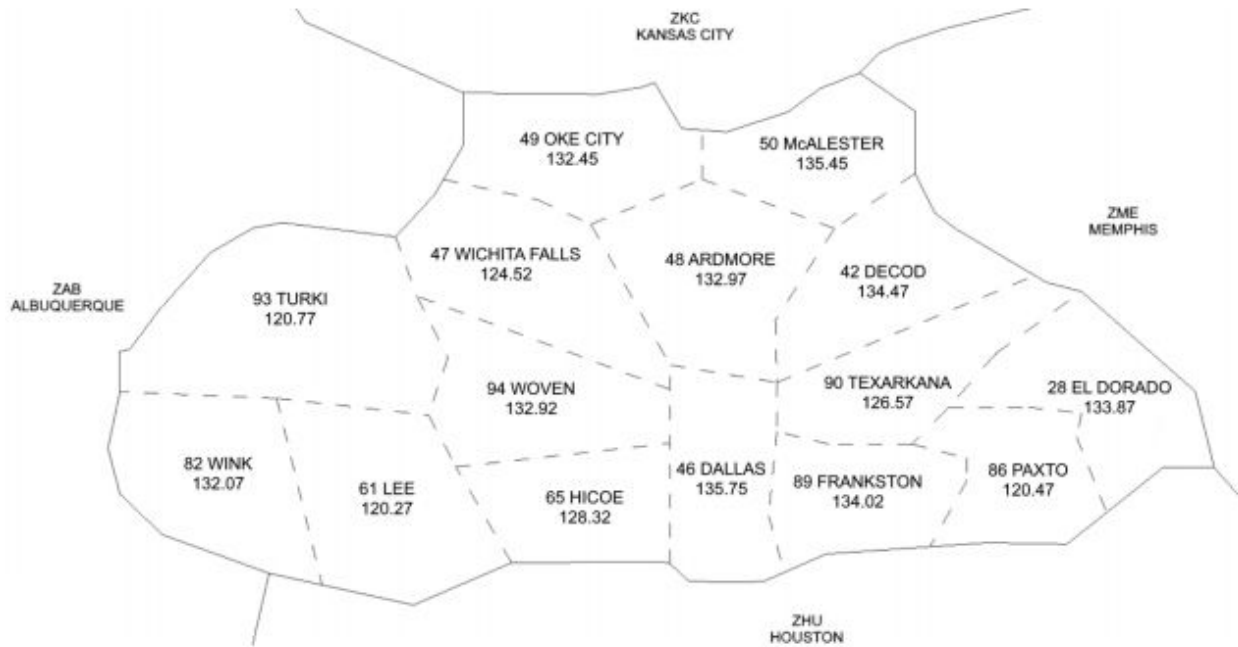 ZKC
KANSAS CITY
49 OKE CITY
132.45
50 McALESTER
135.45
ZME
MEMPHIS
47 WICHITA FALLS
124.52
48 ARDMORE
132.97
42 DECOD
134.47
ZAB
ALBUQUERQUE
93 TURKI
120.77
94 WOVEN
132.92
90 TEXARKANA
126.57
28 EL DORADO
133.87
82 WINK
132.07
61 LEE
120.27
65 HICOE
128.32
46 DALLAS
135.75
89 FRANKSTON
134.02
86 PAXTO
120.47
ZHU
HOUSTON